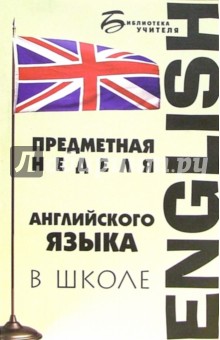 БИБЛИОТЕКА
УЧИТЕЛЯ
ПРЕДМЕТНАЯ
НЕДЕЛЯ
АНГЛИЙСКОГО
ЯЗЫКА
В ШКОЛЕ
ENGLISH